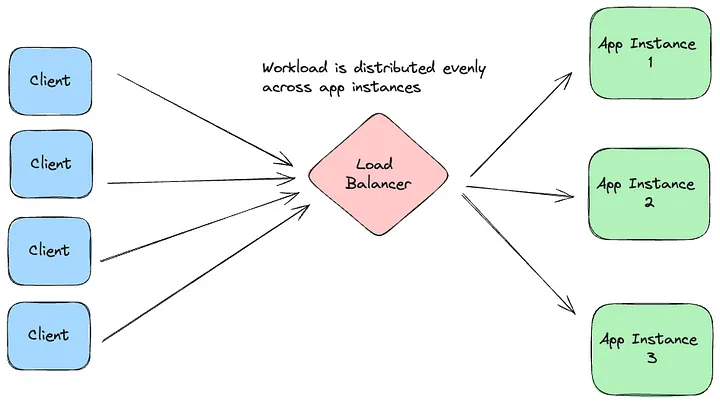 Client
Client
Client
Client
Workload is distributed evenly
across app instances
Load
Balancer
App Instance
1
App Instance
2
App Instance
3